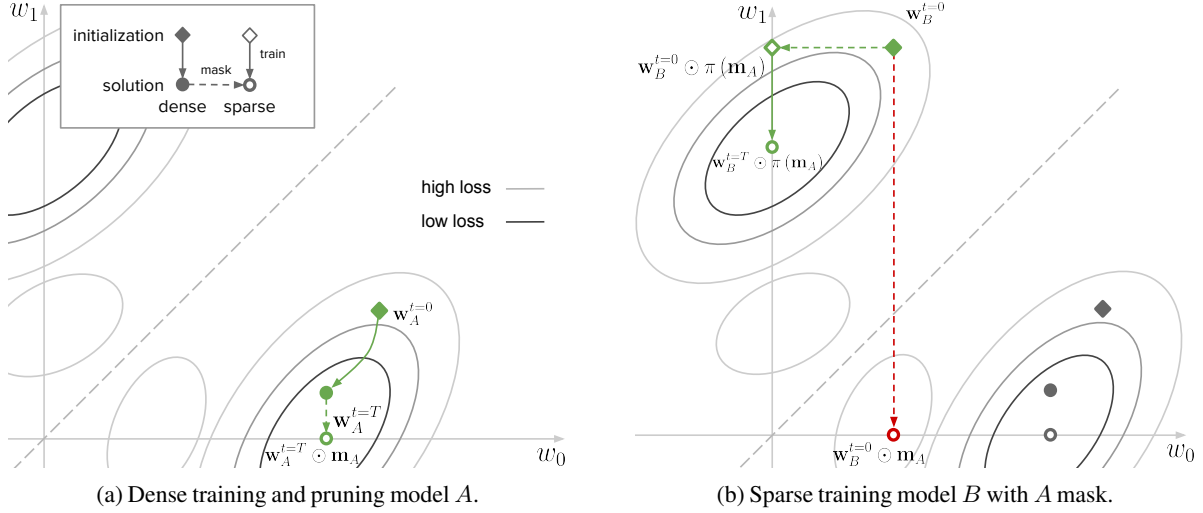 w₁
initialization
train
mask
solution
dense
sparse
high loss
low loss
𝐰_A^{t=0}
𝐰_A^{t=T}
𝐰_A^{t=T} ⊙ 𝐦_A
w₀
(a) Dense training and pruning model A.
w₁
𝐰_B^{t=0}
𝐰_B^{t=0} ⊙ π (𝐦_A)
𝐰_B^{t=T} ⊙ π (𝐦_A)
𝐰_B^{t=0} ⊙ 𝐦_A
w₀
(b) Sparse training model B with A mask.